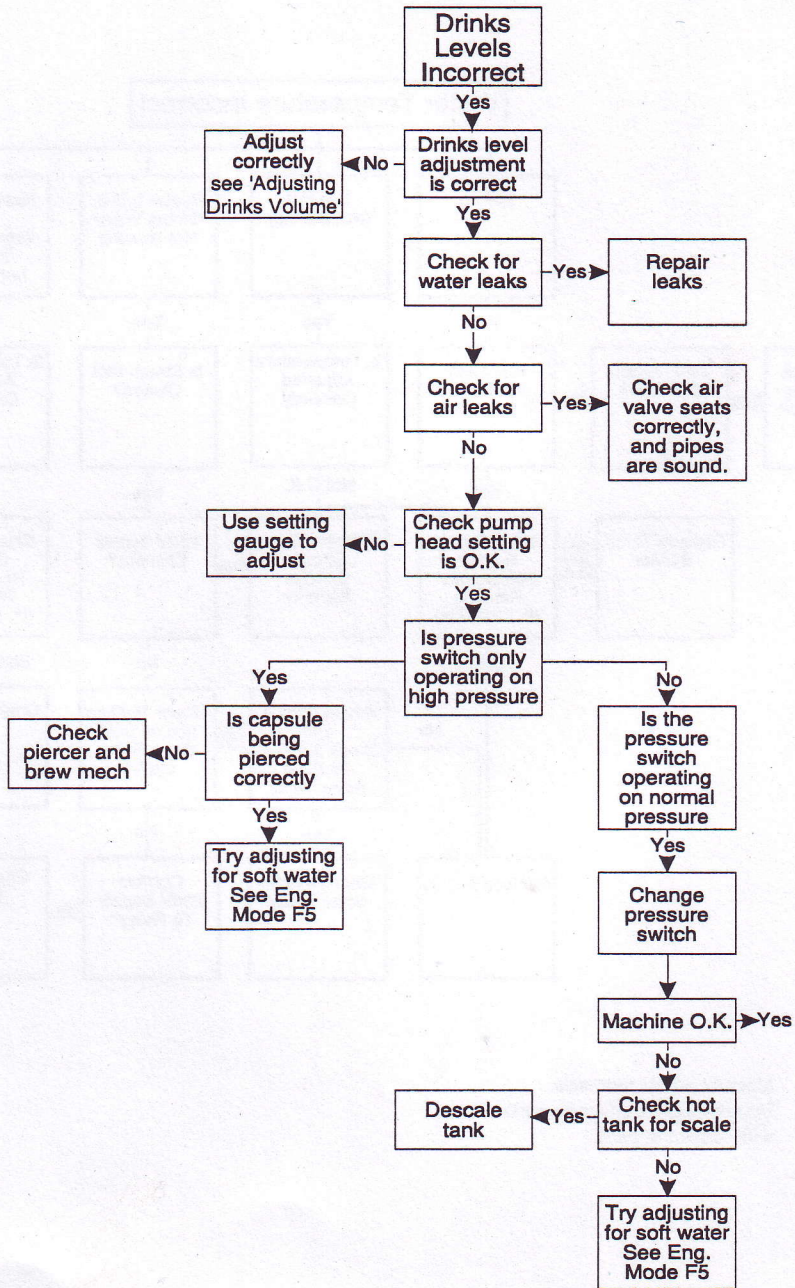 Drinks
Levels
Incorrect
Yes
Adjust
correctly
see 'Adjusting
Drinks Volume'
No
Drinks level
adjustment
is correct
Yes
Check for
water leaks
Yes
Repair
leaks
No
Check for
air leaks
Yes
Check air
valve seats
correctly,
and pipes
are sound.
No
Use setting
gauge to
adjust
No
Check pump
head setting
is O.K.
Yes
Is pressure
switch only
operating on
high pressure
Yes
No
Check
piercer and
brew mech
No
Is capsule
being
pierced
correctly
Yes
Try adjusting
for soft water
See Eng.
Mode F5
Is the
pressure
switch
operating
on normal
pressure
Yes
Change
pressure
switch
Machine O.K.
Yes
No
Descale
tank
Yes
Check hot
tank for scale
No
Try adjusting
for soft water
See Eng.
Mode F5